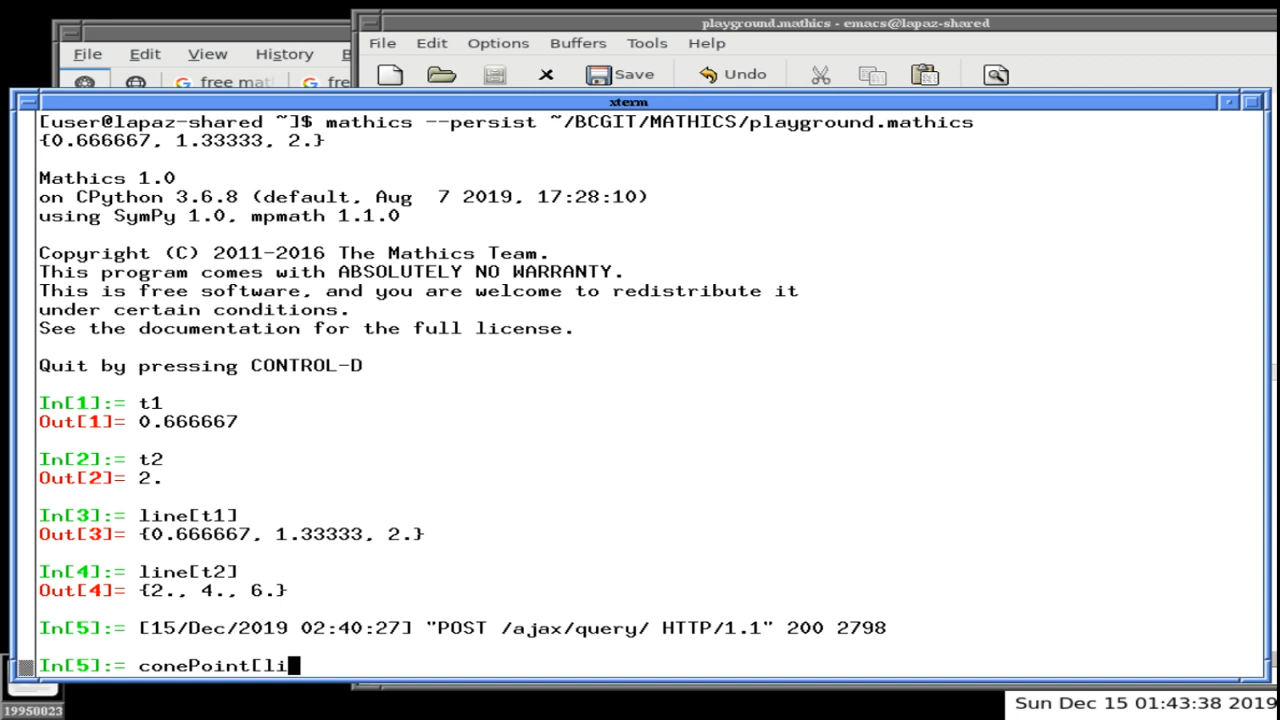 playground.mathics - emacs@lapaz-shared
File Edit View History
File Edit Options Buffers Tools Help
free mat
fre
Save Undo
xterm
[user@lapaz-shared ~]$ mathics --persist ~/BCGIT/MATHICS/playground.mathics
{0.666667, 1.33333, 2.}
Mathics 1.0
on CPython 3.6.8 (default, Aug  7 2019, 17:28:10)
using SymPy 1.0, mpmath 1.1.0
Copyright (C) 2011-2016 The Mathics Team.
This program comes with ABSOLUTELY NO WARRANTY.
This is free software, and you are welcome to redistribute it
under certain conditions.
See the documentation for the full license.
Quit by pressing CONTROL-D
In[1]:= t1
Out[1]= 0.666667
In[2]:= t2
Out[2]= 2.
In[3]:= line[t1]
Out[3]= {0.666667, 1.33333, 2.}
In[4]:= line[t2]
Out[4]= {2., 4., 6.}
In[5]:= [15/Dec/2019 02:40:27] "POST /ajax/query/ HTTP/1.1" 200 2798
In[5]:= conePoint[li
19950023
Sun Dec 15 01:43:38 2019